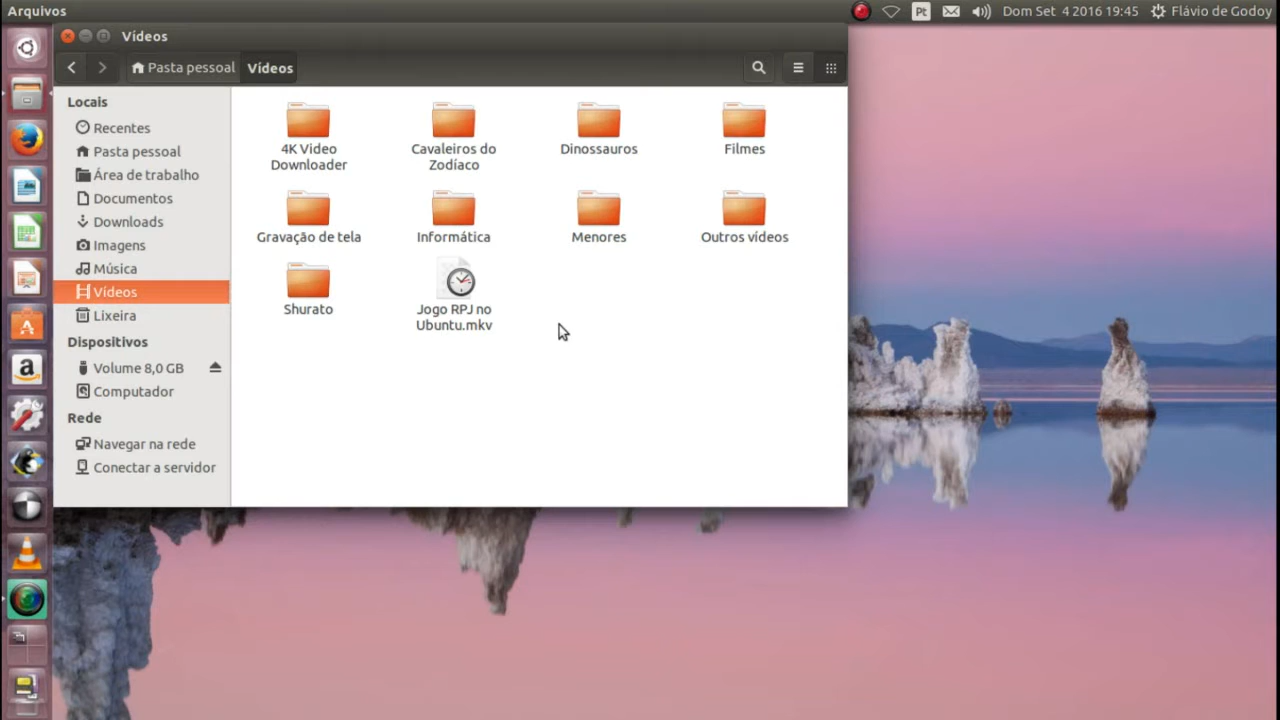 Arquivos
Pt
Dom Set 4 2016 19:45
Flávio de Godoy
Vídeos
Pasta pessoal
Vídeos
Locais
Recentes
Pasta pessoal
Área de trabalho
Documentos
Downloads
Imagens
Música
Vídeos
Lixeira
Dispositivos
Volume 8,0 GB
Computador
Rede
Navegar na rede
Conectar a servidor
4K Video
Downloader
Cavaleiros do
Zodíaco
Dinossauros
Filmes
Gravação de tela
Informática
Menores
Outros vídeos
Shurato
Jogo RPJ no
Ubuntu.mkv